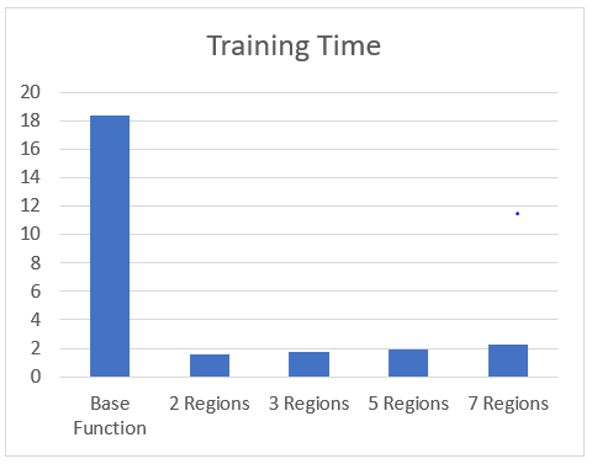 Training Time
20
18
16
14
12
10
8
6
4
2
0
Base Function
2 Regions
3 Regions
5 Regions
7 Regions